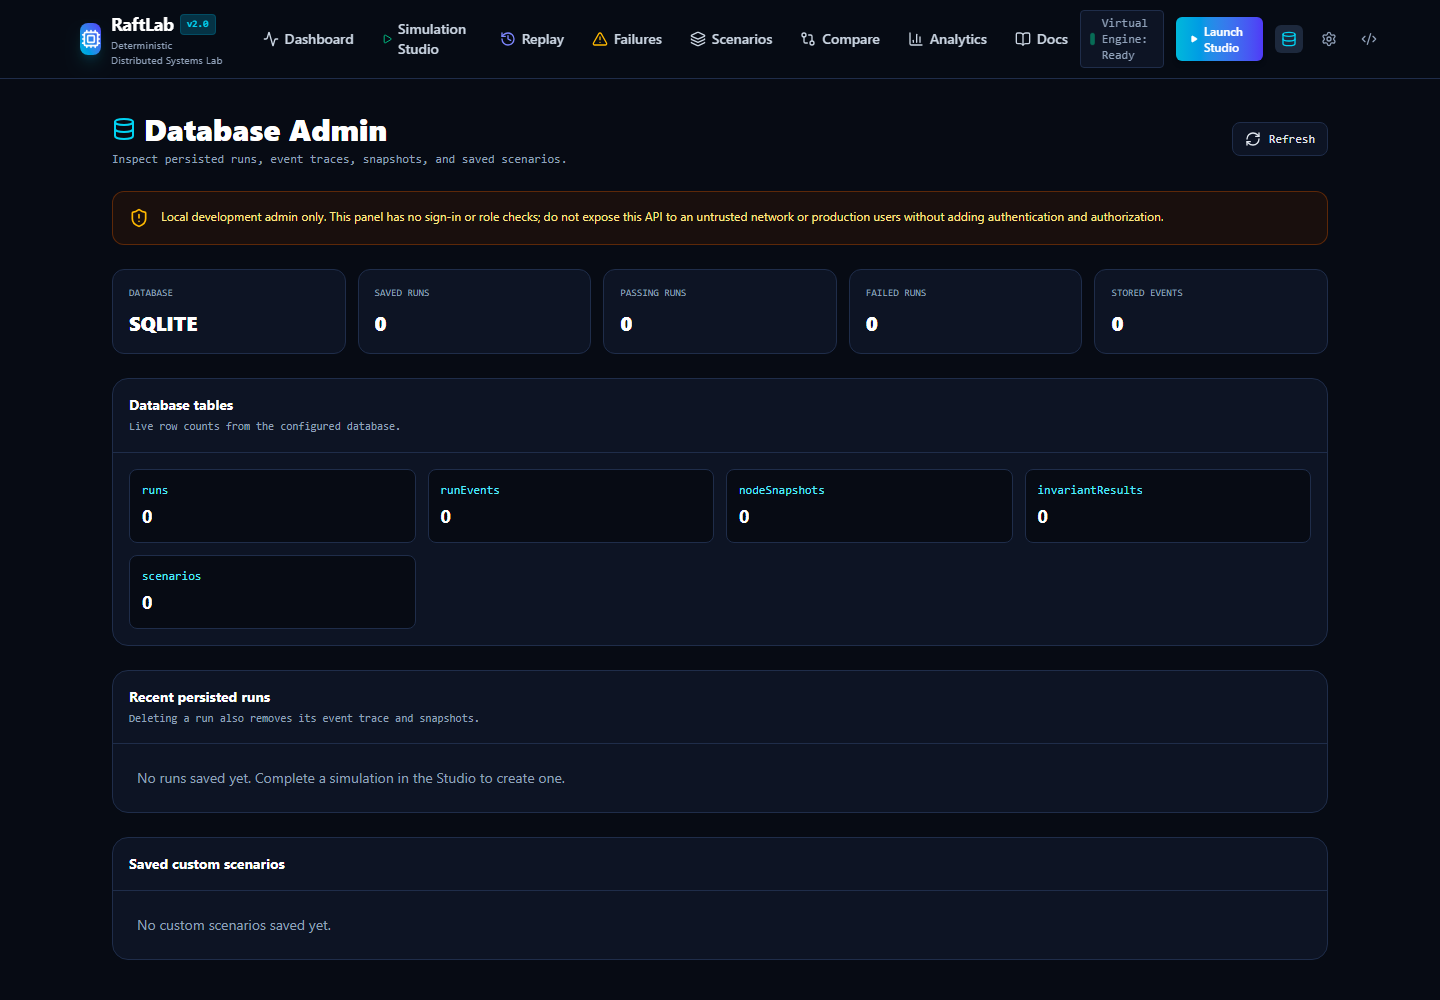 RaftLab v2.0
Deterministic
Distributed Systems Lab
Dashboard
Simulation
Studio
Replay
Failures
Scenarios
Compare
Analytics
Docs
Virtual
Engine:
Ready
Launch
Studio
Database Admin
Inspect persisted runs, event traces, snapshots, and saved scenarios.
Refresh
Local development admin only. This panel has no sign-in or role checks; do not expose this API to an untrusted network or production users without adding authentication and authorization.
DATABASE
SQLITE
SAVED RUNS
0
PASSING RUNS
0
FAILED RUNS
0
STORED EVENTS
0
Database tables
Live row counts from the configured database.
runs
0
runEvents
0
nodeSnapshots
0
invariantResults
0
scenarios
0
Recent persisted runs
Deleting a run also removes its event trace and snapshots.
No runs saved yet. Complete a simulation in the Studio to create one.
Saved custom scenarios
No custom scenarios saved yet.